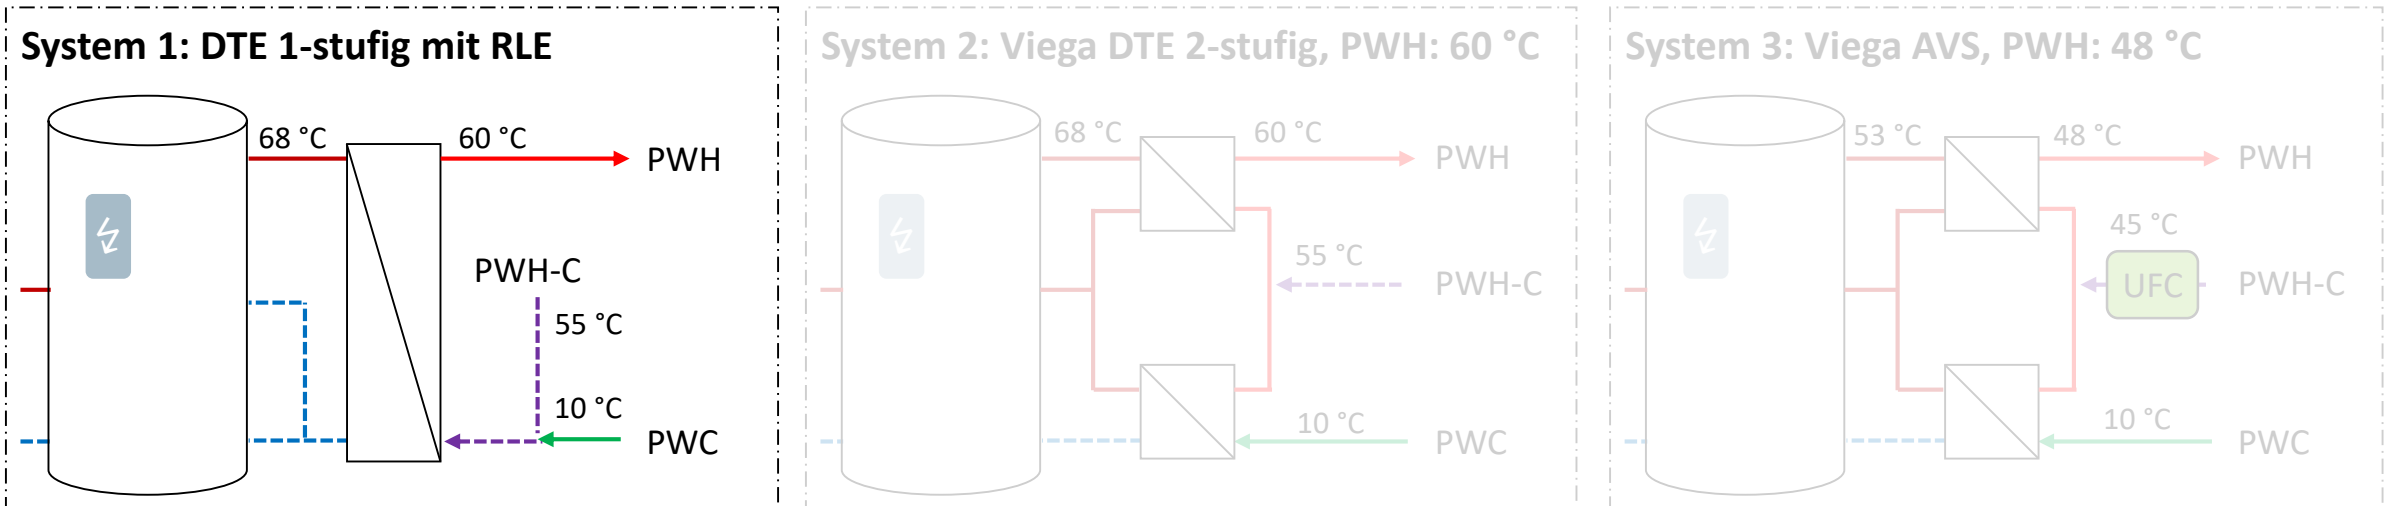 System 1: DTE 1-stufig mit RLE
68 °C
60 °C
PWH
PWH-C
55 °C
10 °C
PWC
System 2: Viega DTE 2-stufig, PWH: 60 °C
68 °C
60 °C
PWH
55 °C
PWH-C
10 °C
PWC
System 3: Viega AVS, PWH: 48 °C
53 °C
48 °C
PWH
45 °C
UFC
PWH-C
10 °C
PWC